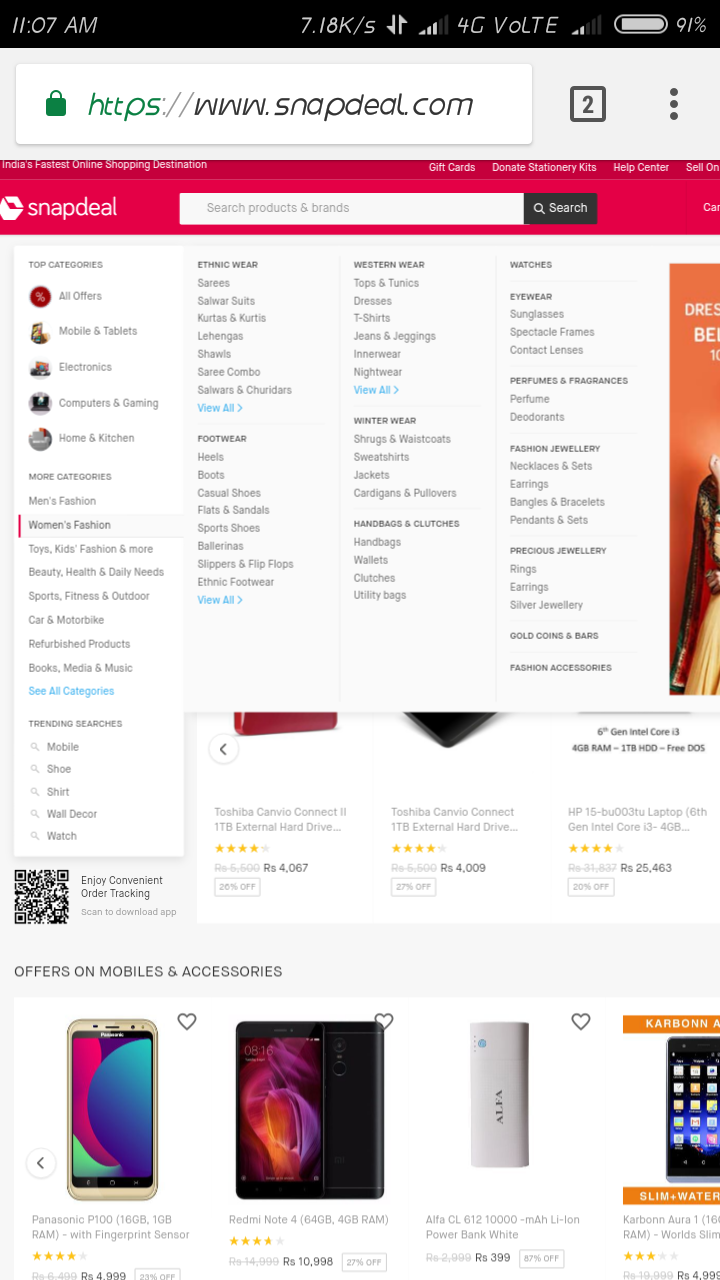 11:07 AM
7.18K/s
4G VoLTE
91%
https://www.snapdeal.com
2
India's Fastest Online Shopping Destination
Gift Cards
Donate Stationery Kits
Help Center
Sell On
snapdeal
Search products & brands
Search
Car
TOP CATEGORIES
%
All Offers
Mobile & Tablets
Electronics
Computers & Gaming
Home & Kitchen
MORE CATEGORIES
Men's Fashion
Women's Fashion
Toys, Kids' Fashion & more
Beauty, Health & Daily Needs
Sports, Fitness & Outdoor
Car & Motorbike
Refurbished Products
Books, Media & Music
See All Categories
TRENDING SEARCHES
Mobile
Shoe
Shirt
Wall Decor
Watch
ETHNIC WEAR
Sarees
Salwar Suits
Kurtas & Kurtis
Lehengas
Shawls
Saree Combo
Salwars & Churidars
View All >
FOOTWEAR
Heels
Boots
Casual Shoes
Flats & Sandals
Sports Shoes
Ballerinas
Slippers & Flip Flops
Ethnic Footwear
View All >
WESTERN WEAR
Tops & Tunics
Dresses
T-Shirts
Jeans & Jeggings
Innerwear
Nightwear
View All >
WINTER WEAR
Shrugs & Waistcoats
Sweatshirts
Jackets
Cardigans & Pullovers
HANDBAGS & CLUTCHES
Handbags
Wallets
Clutches
Utility bags
WATCHES
EYEWEAR
Sunglasses
Spectacle Frames
Contact Lenses
PERFUMES & FRAGRANCES
Perfume
Deodorants
FASHION JEWELLERY
Necklaces & Sets
Earrings
Bangles & Bracelets
Pendants & Sets
PRECIOUS JEWELLERY
Rings
Earrings
Silver Jewellery
GOLD COINS & BARS
FASHION ACCESSORIES
DRES
BEL
10
6th Gen Intel Core i3
4GB RAM – 1TB HDD – Free DOS
Toshiba Canvio Connect II
1TB External Hard Drive...
Rs 5,500 Rs 4,067
26% OFF
Toshiba Canvio Connect
1TB External Hard Drive...
Rs 5,500 Rs 4,009
27% OFF
HP 15-bu003tu Laptop (6th
Gen Intel Core i3- 4GB...
Rs 31,837 Rs 25,463
20% OFF
Enjoy Convenient
Order Tracking
Scan to download app
OFFERS ON MOBILES & ACCESSORIES
Panasonic
08:16
ALFA
KARBONN A
SLIM+WATER
Panasonic P100 (16GB, 1GB
RAM) - with Fingerprint Sensor
Rs 6,499 Rs 4,999 23% OFF
Redmi Note 4 (64GB, 4GB RAM)
Rs 14,999 Rs 10,998 27% OFF
Alfa CL 612 10000 -mAh Li-Ion
Power Bank White
Rs 2,999 Rs 399 87% OFF
Karbonn Aura 1 (16G
RAM) - Worlds Slim
Rs 19,999 Rs 4,999